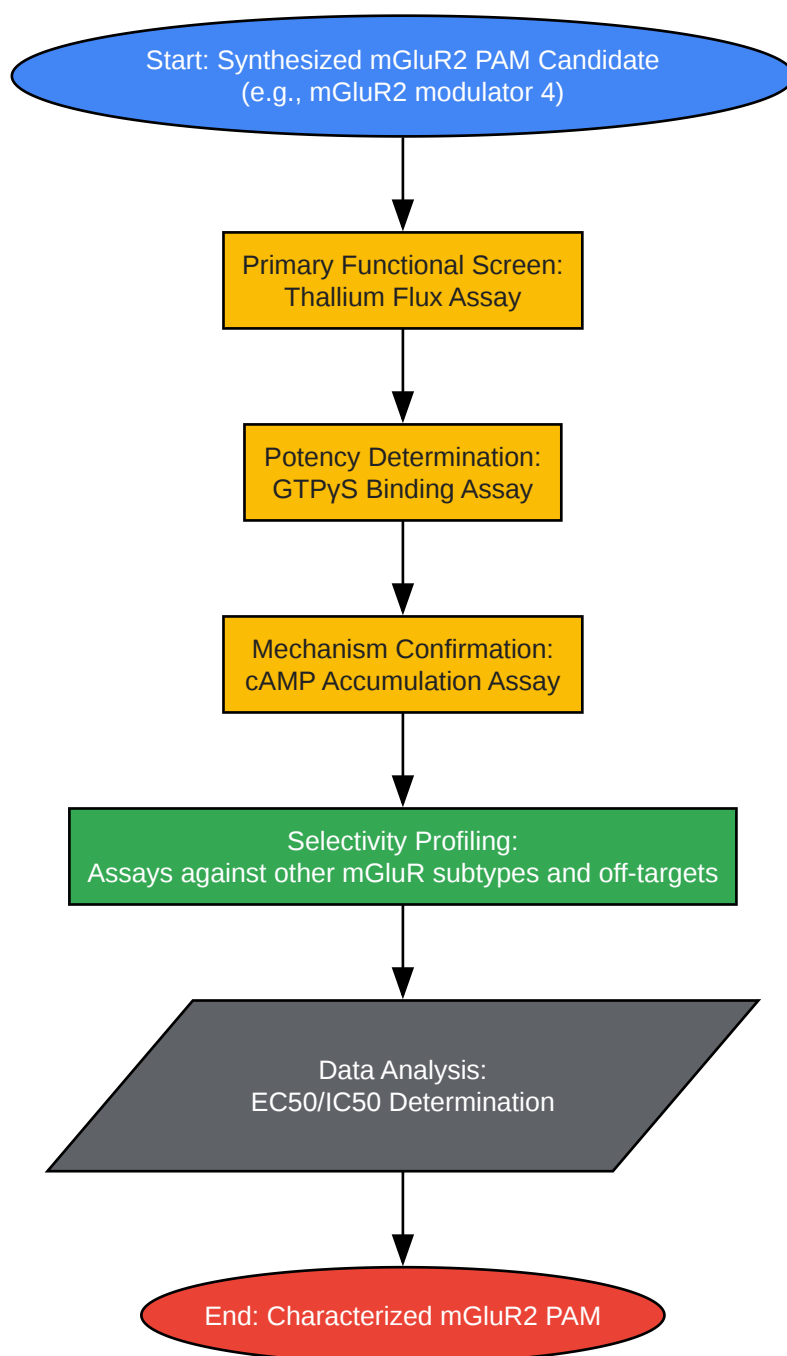 Start: Synthesized mGluR2 PAM Candidate
(e.g., mGluR2 modulator 4)
Primary Functional Screen:
Thallium Flux Assay
Potency Determination:
GTPγS Binding Assay
Mechanism Confirmation:
cAMP Accumulation Assay
Selectivity Profiling:
Assays against other mGluR subtypes and off-targets
Data Analysis:
EC50/IC50 Determination
End: Characterized mGluR2 PAM